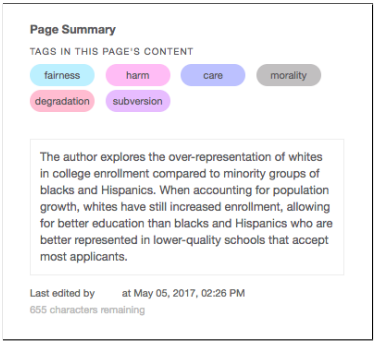 Page Summary
TAGS IN THIS PAGE'S CONTENT
fairness harm care morality
degradation subversion
The author explores the over-representation of whites
in college enrollment compared to minority groups of
blacks and Hispanics. When accounting for population
growth, whites have still increased enrollment, allowing
for better education than blacks and Hispanics who are
better represented in lower-quality schools that accept
most applicants.
Last edited by at May 05, 2017, 02:26 PM
655 characters remaining